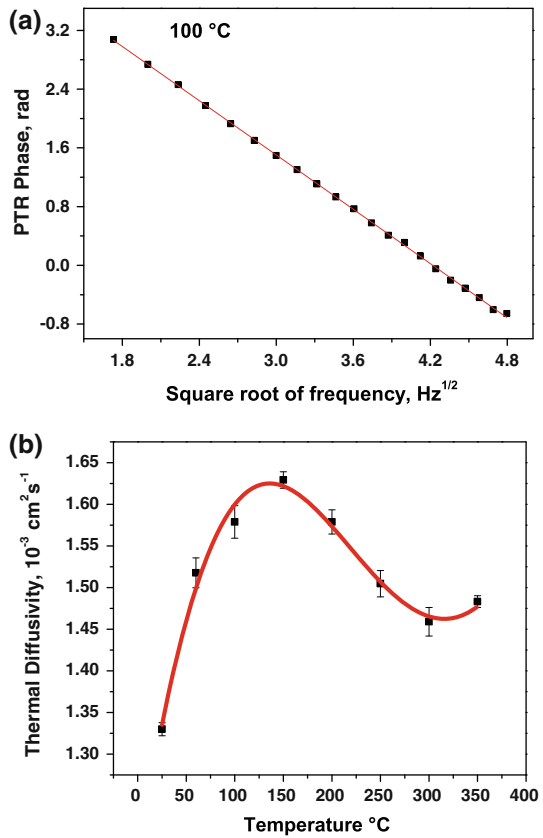 (a)
100 °C
PTR Phase, rad
3.2
2.4
1.6
0.8
0.0
-0.8
1.8 2.4 3.0 3.6 4.2 4.8
Square root of frequency, Hz^1/2
(b)
Thermal Diffusivity, 10⁻³ cm² s⁻¹
1.65
1.60
1.55
1.50
1.45
1.40
1.35
1.30
0 50 100 150 200 250 300 350 400
Temperature °C